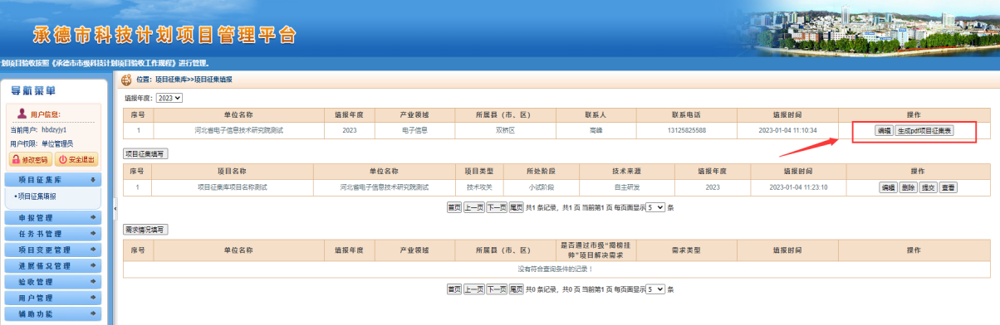 承德市科技计划项目管理平台
划项目验收按照《承德市市级科技计划项目验收工作规程》进行管理。
导航菜单
用户信息:
当前用户: hbdzyjy1
用户权限: 单位管理员
修改密码 安全退出
项目征集库
•项目征集填报
申报管理
任务书管理
项目变更管理
进展情况管理
验收管理
用户管理
辅助功能
位置: 项目征集库>>项目征集填报
填报年度: 2023
序号 单位名称 填报年度 产业领域 所属县（市、区） 联系人 联系电话 填报时间 操作
1 河北省电子信息技术研究院测试 2023 电子信息 双桥区 高峰 13125825588 2023-01-04 11:10:34 编辑 生成pdf项目征集表
项目征集填写
序号 项目名称 单位名称 项目类型 所处阶段 技术来源 填报年度 填报时间 操作
1 项目征集库项目名称测试 河北省电子信息技术研究院测试 技术攻关 小试阶段 自主研发 2023 2023-01-04 11:23:10 编辑 删除 提交 查看
首页 上一页 下一页 尾页 共1 条记录, 共1 页 当前第1 页 每页面显示 5 条
需求情况填写
序号 单位名称 填报年度 产业领域 所属县（市、区） 是否通过市级“揭榜挂帅”项目解决需求 需求类型 填报时间 操作
没有符合查询条件的记录！
首页 上一页 下一页 尾页 共0 条记录, 共0 页 当前第1 页 每页面显示 5 条